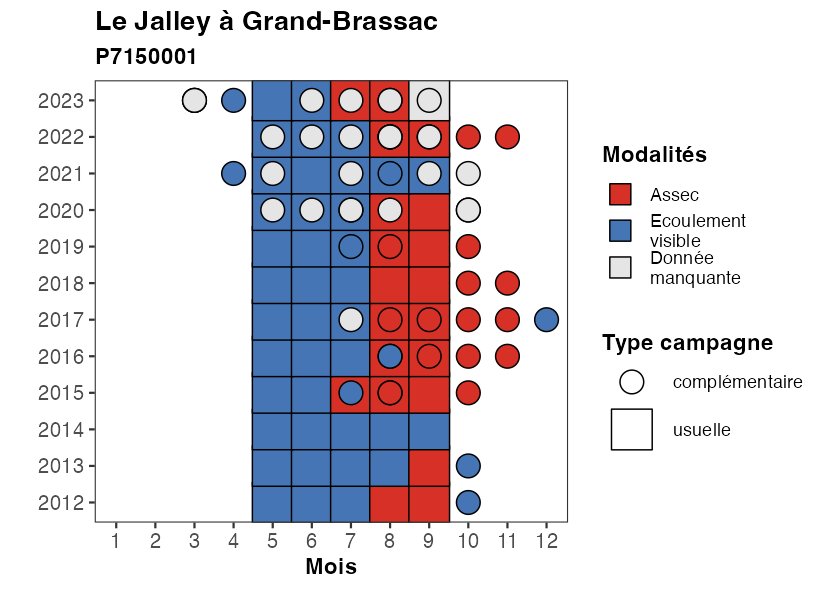 Le Jalley à Grand-Brassac
P7150001
2023
2022
2021
2020
2019
2018
2017
2016
2015
2014
2013
2012
1 2 3 4 5 6 7 8 9 10 11 12
Mois
Modalités
Assec
Ecoulement
visible
Donnée
manquante
Type campagne
complémentaire
usuelle